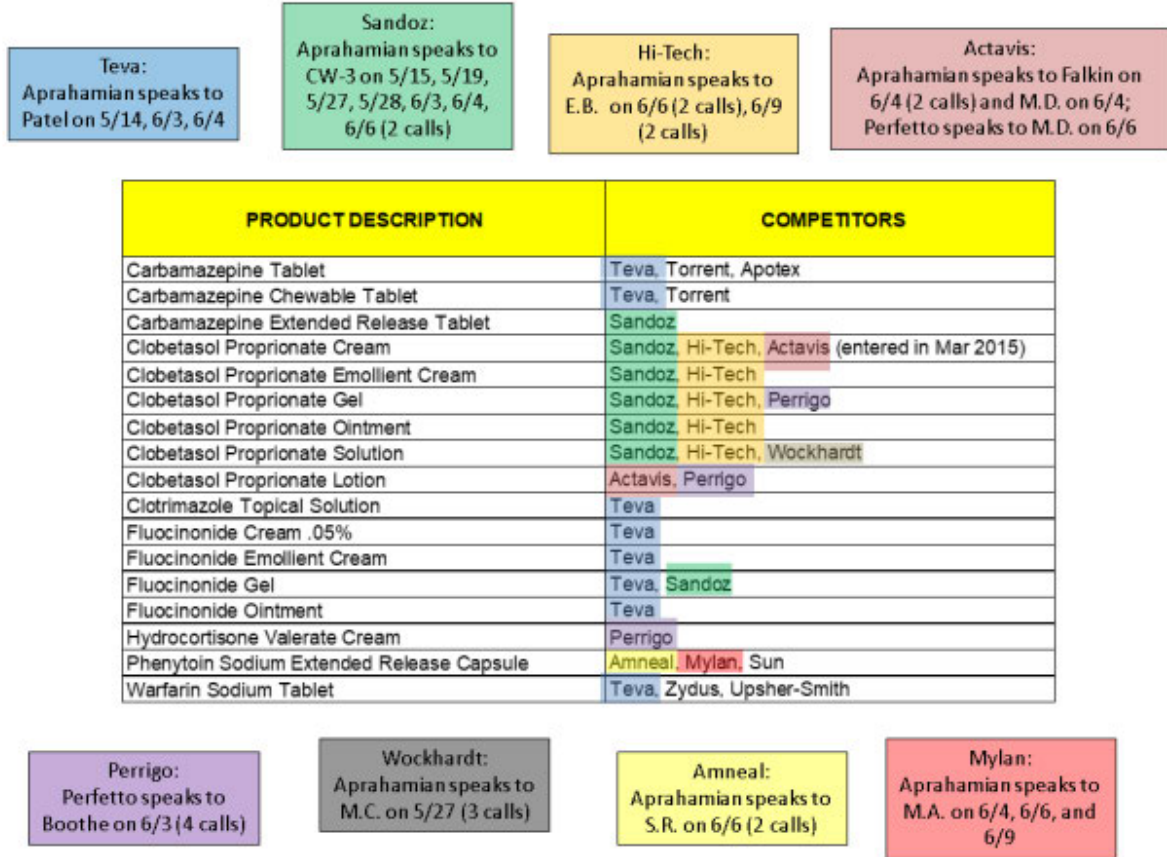 Teva:
Aprahamian speaks to
Patel on 5/14, 6/3, 6/4
Sandoz:
Aprahamian speaks to
CW-3 on 5/15, 5/19,
5/27, 5/28, 6/3, 6/4,
6/6 (2 calls)
Hi-Tech:
Aprahamian speaks to
E.B. on 6/6 (2 calls), 6/9
(2 calls)
Actavis:
Aprahamian speaks to Falkin on
6/4 (2 calls) and M.D. on 6/4;
Perfetto speaks to M.D. on 6/6
PRODUCT DESCRIPTION COMPETITORS
Carbamazepine Tablet Teva, Torrent, Apotex
Carbamazepine Chewable Tablet Teva, Torrent
Carbamazepine Extended Release Tablet Sandoz
Clobetasol Proprionate Cream Sandoz, Hi-Tech, Actavis (entered in Mar 2015)
Clobetasol Proprionate Emollient Cream Sandoz, Hi-Tech
Clobetasol Proprionate Gel Sandoz, Hi-Tech, Perrigo
Clobetasol Proprionate Ointment Sandoz, Hi-Tech
Clobetasol Proprionate Solution Sandoz, Hi-Tech, Wockhardt
Clobetasol Proprionate Lotion Actavis, Perrigo
Clotrimazole Topical Solution Teva
Fluocinonide Cream .05% Teva
Fluocinonide Emollient Cream Teva
Fluocinonide Gel Teva, Sandoz
Fluocinonide Ointment Teva
Hydrocortisone Valerate Cream Perrigo
Phenytoin Sodium Extended Release Capsule Amneal, Mylan, Sun
Warfarin Sodium Tablet Teva, Zydus, Upsher-Smith
Perrigo:
Perfetto speaks to
Boothe on 6/3 (4 calls)
Wockhardt:
Aprahamian speaks to
M.C. on 5/27 (3 calls)
Amneal:
Aprahamian speaks to
S.R. on 6/6 (2 calls)
Mylan:
Aprahamian speaks to
M.A. on 6/4, 6/6, and
6/9